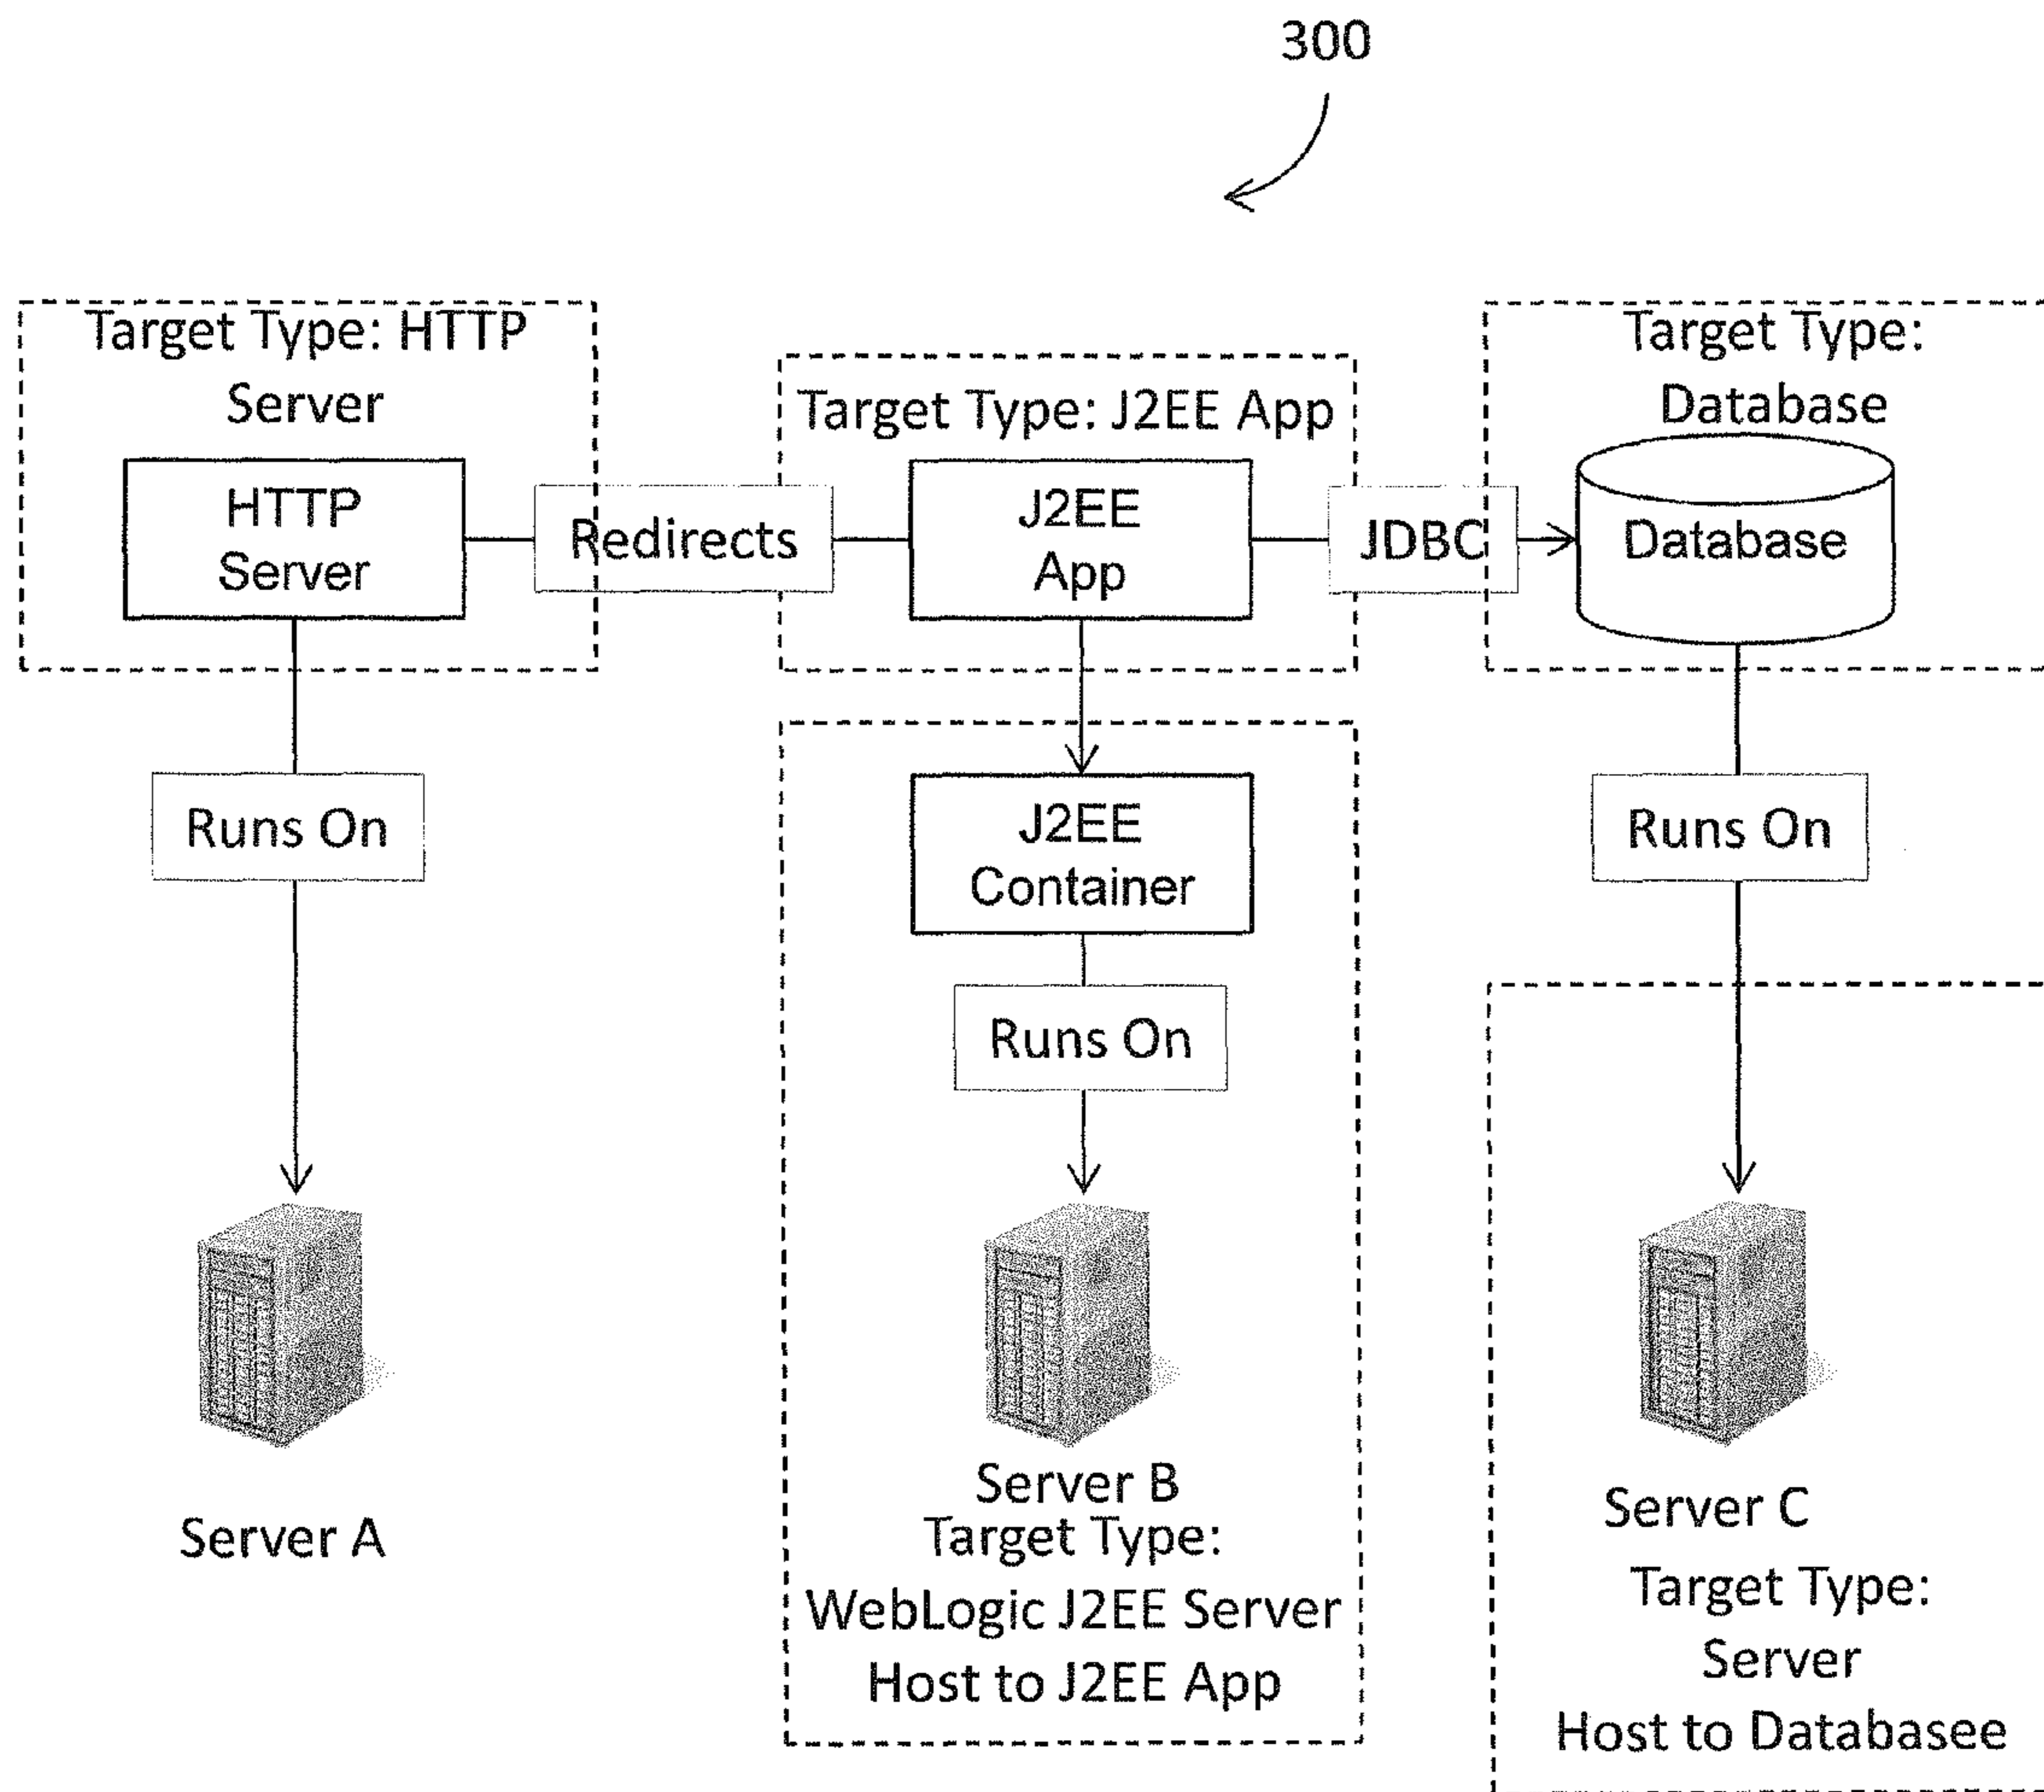 300
Target Type: HTTP
Server
HTTP
Server
Redirects
Target Type: J2EE App
J2EE
App
JDBC
Target Type:
Database
Database
Runs On
J2EE
Container
Runs On
Runs On
Server A
Server B
Target Type:
WebLogic J2EE Server
Host to J2EE App
Server C
Target Type:
Server
Host to Databasee